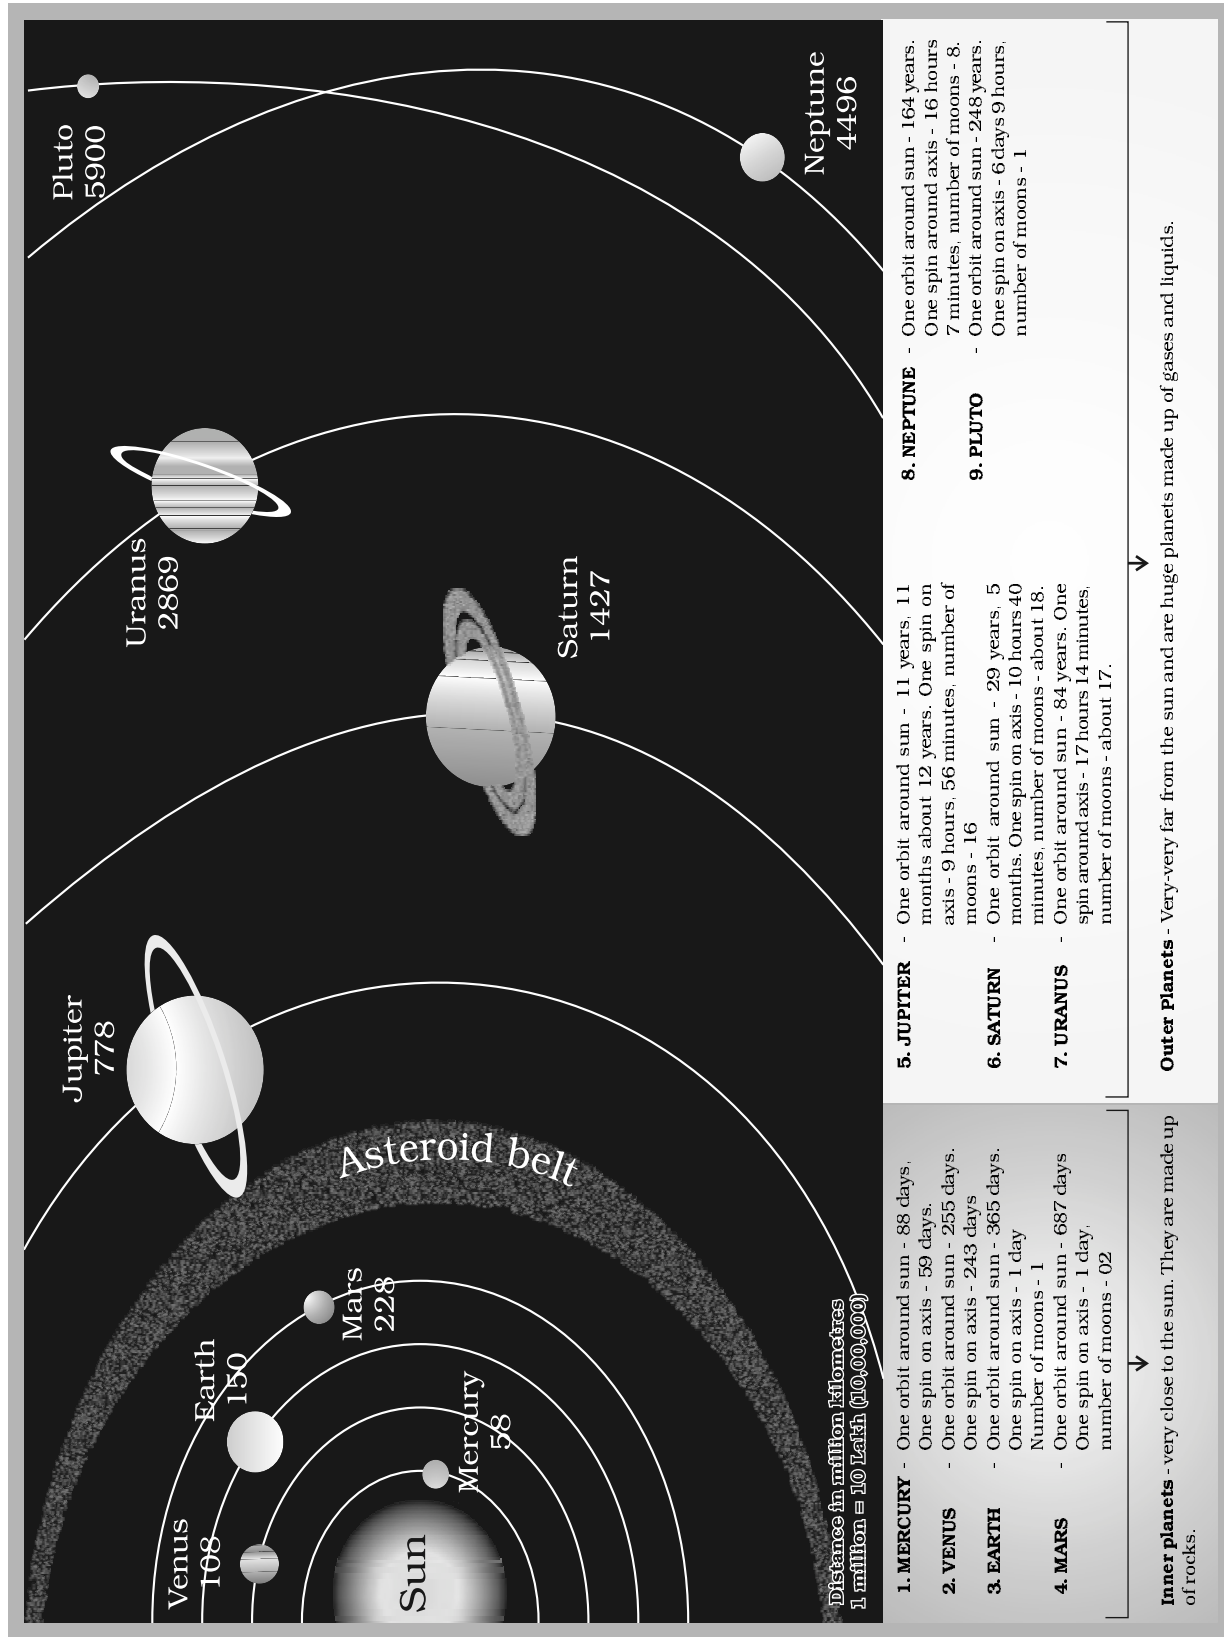 Sun
Mercury
58
Venus
108
Earth
150
Mars
228
Asteroid belt
Jupiter
778
Saturn
1427
Uranus
2869
Neptune
4496
Pluto
5900
Distance in million kilometres
1 million = 10 Lakh (10,00,000)
1. MERCURY - One orbit around sun - 88 days,
One spin on axis - 59 days.
2. VENUS - One orbit around sun - 255 days.
One spin on axis - 243 days
3. EARTH - One orbit around sun - 365 days.
One spin on axis - 1 day
Number of moons - 1
4. MARS - One orbit around sun - 687 days
One spin on axis - 1 day,
number of moons - 02
Inner planets - very close to the sun. They are made up
of rocks.
5. JUPITER - One orbit around sun - 11 years, 11
months about 12 years. One spin on
axis - 9 hours, 56 minutes, number of
moons - 16
6. SATURN - One orbit around sun - 29 years, 5
months. One spin on axis - 10 hours 40
minutes, number of moons - about 18.
7. URANUS - One orbit around sun - 84 years. One
spin around axis - 17 hours 14 minutes,
number of moons - about 17.
8. NEPTUNE - One orbit around sun - 164 years.
One spin around axis - 16 hours
7 minutes, number of moons - 8.
9. PLUTO - One orbit around sun - 248 years.
One spin on axis - 6 days 9 hours,
number of moons - 1
Outer Planets - Very-very far from the sun and are huge planets made up of gases and liquids.